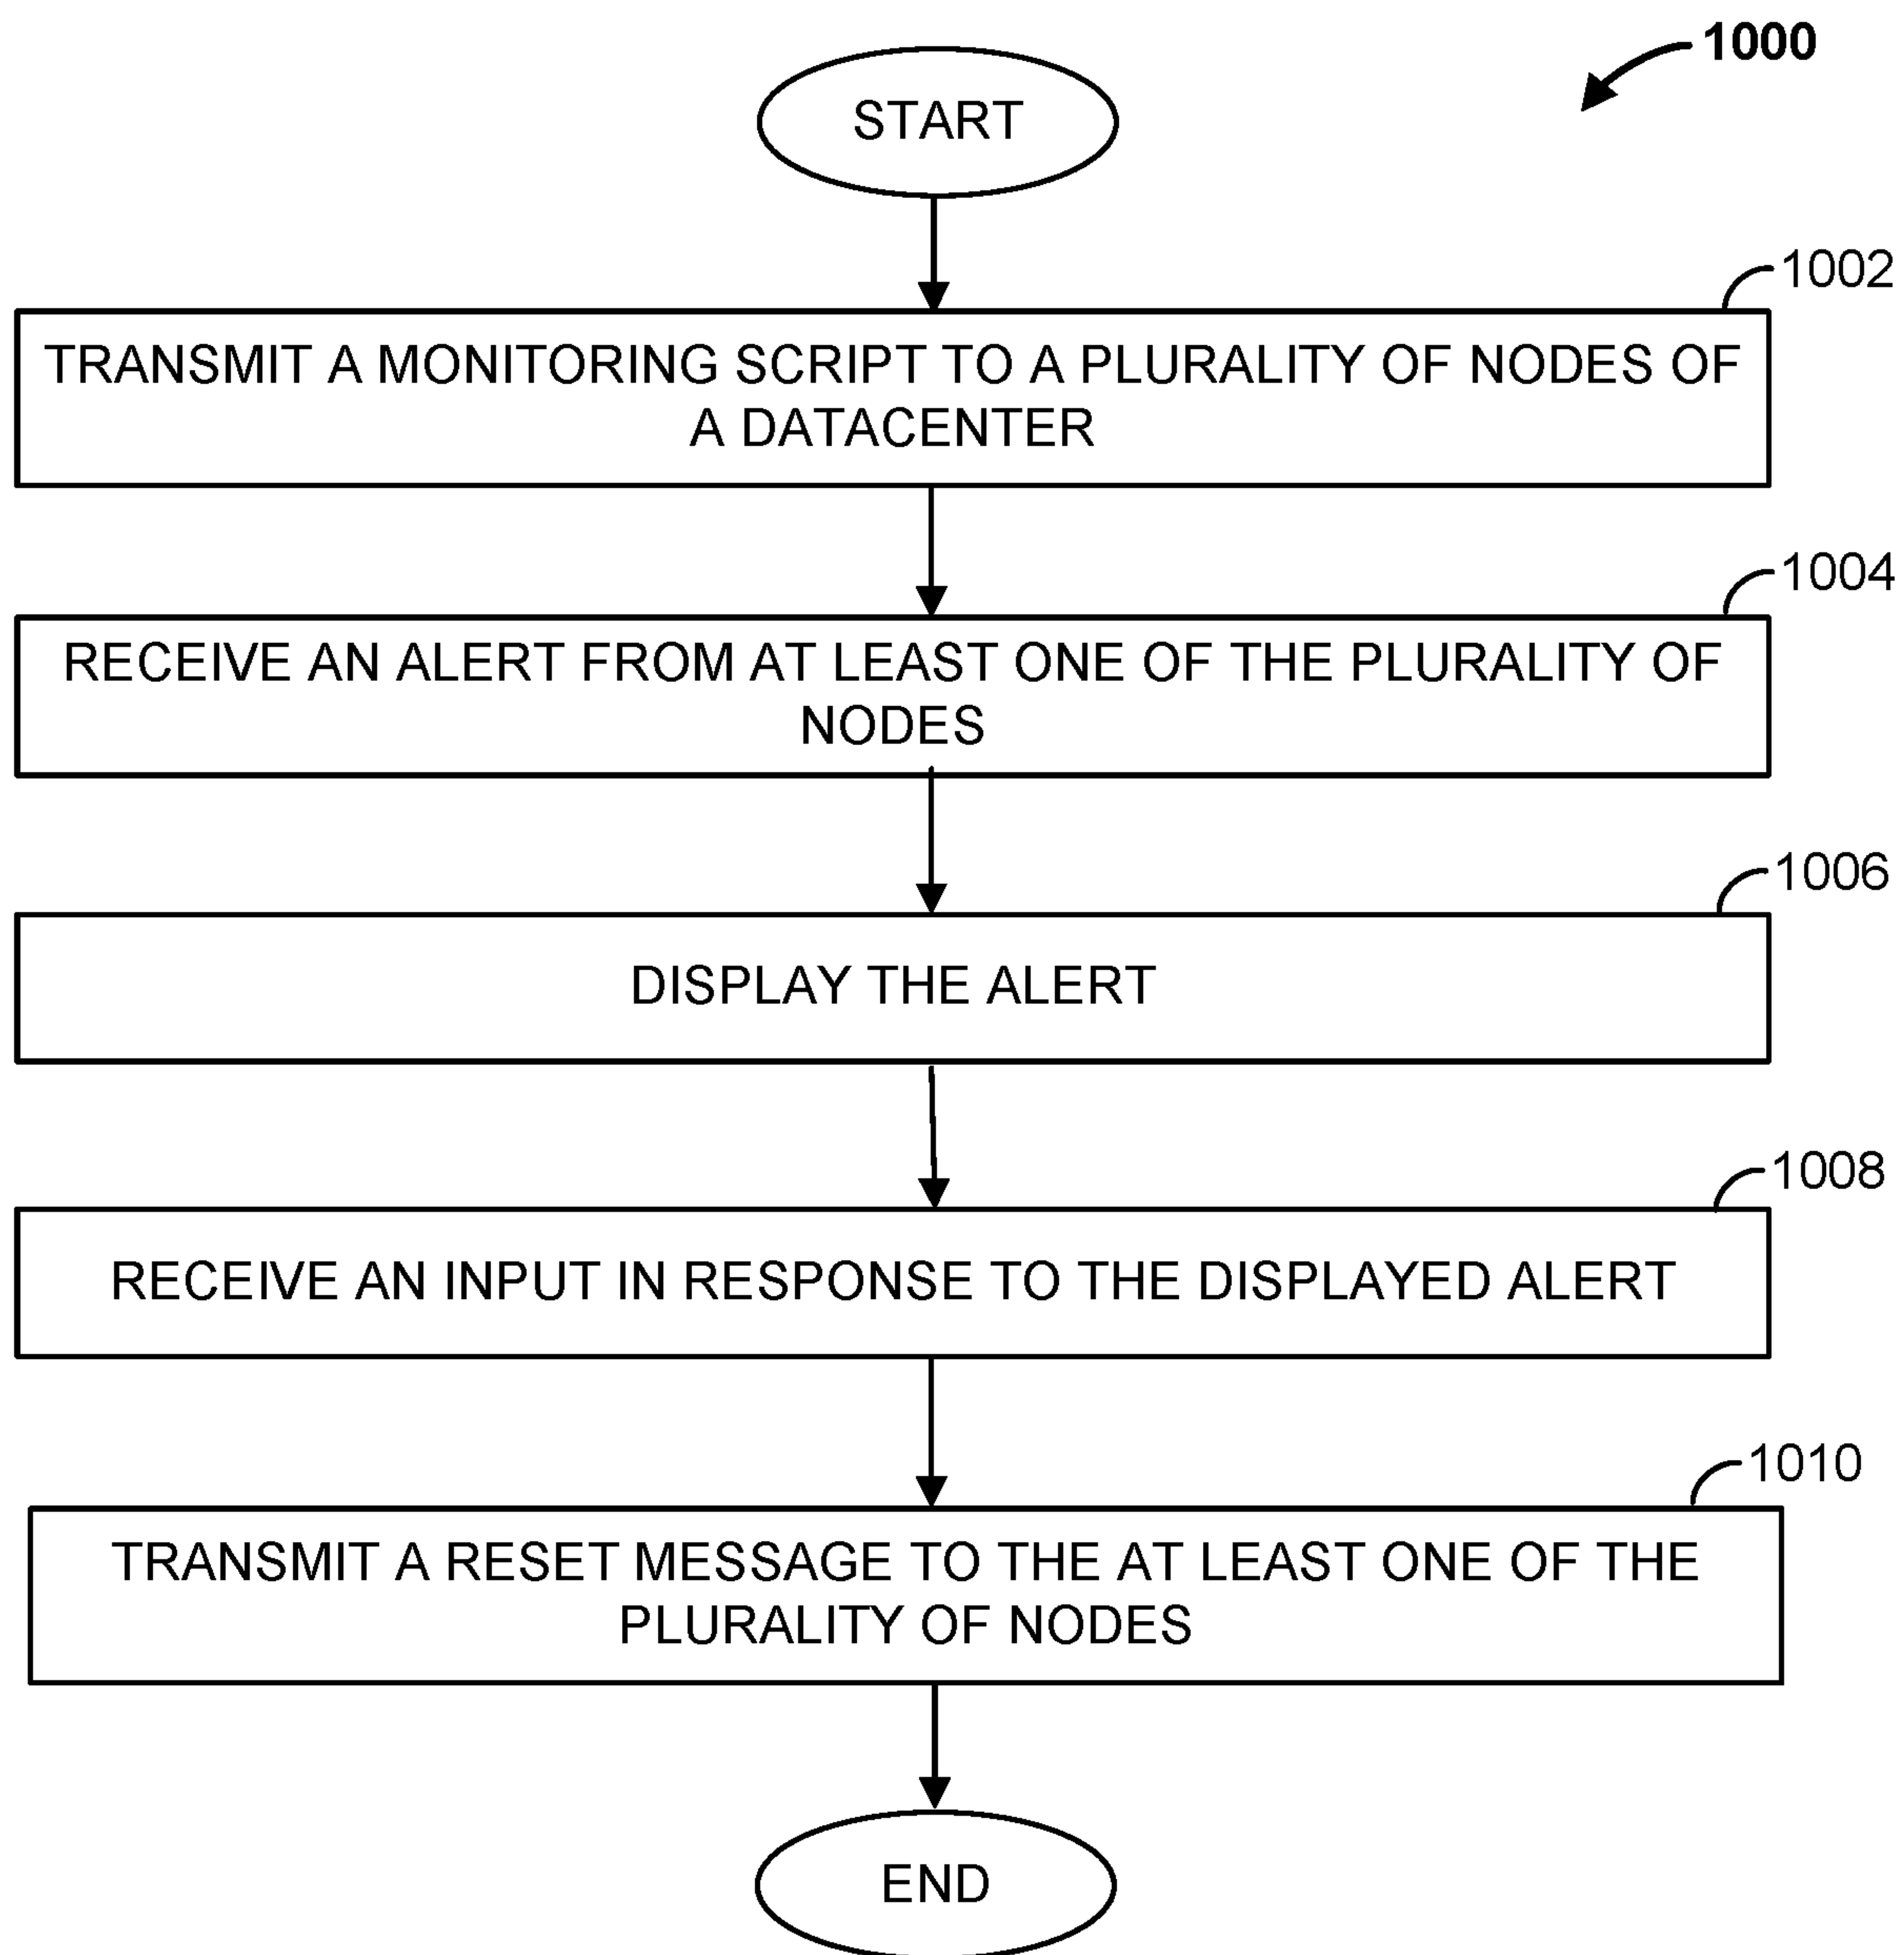 1000
START
1002
TRANSMIT A MONITORING SCRIPT TO A PLURALITY OF NODES OF
A DATACENTER
1004
RECEIVE AN ALERT FROM AT LEAST ONE OF THE PLURALITY OF
NODES
1006
DISPLAY THE ALERT
1008
RECEIVE AN INPUT IN RESPONSE TO THE DISPLAYED ALERT
1010
TRANSMIT A RESET MESSAGE TO THE AT LEAST ONE OF THE
PLURALITY OF NODES
END